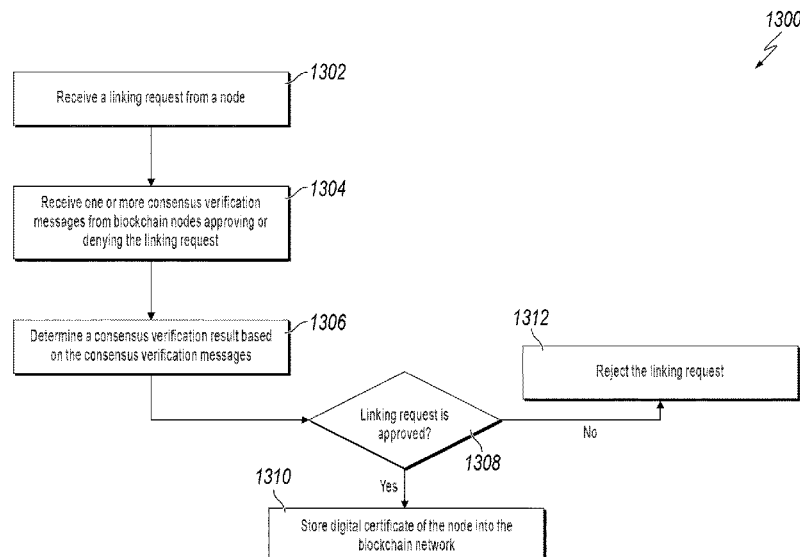 1300
1302
Receive a linking request from a node
1304
Receive one or more consensus verification
messages from blockchain nodes approving or
denying the linking request
1306
Determine a consensus verification result based
on the consensus verification messages
1312
Reject the linking request
Linking request is
approved?
1308
No
Yes
1310
Store digital certificate of the node into the
blockchain network